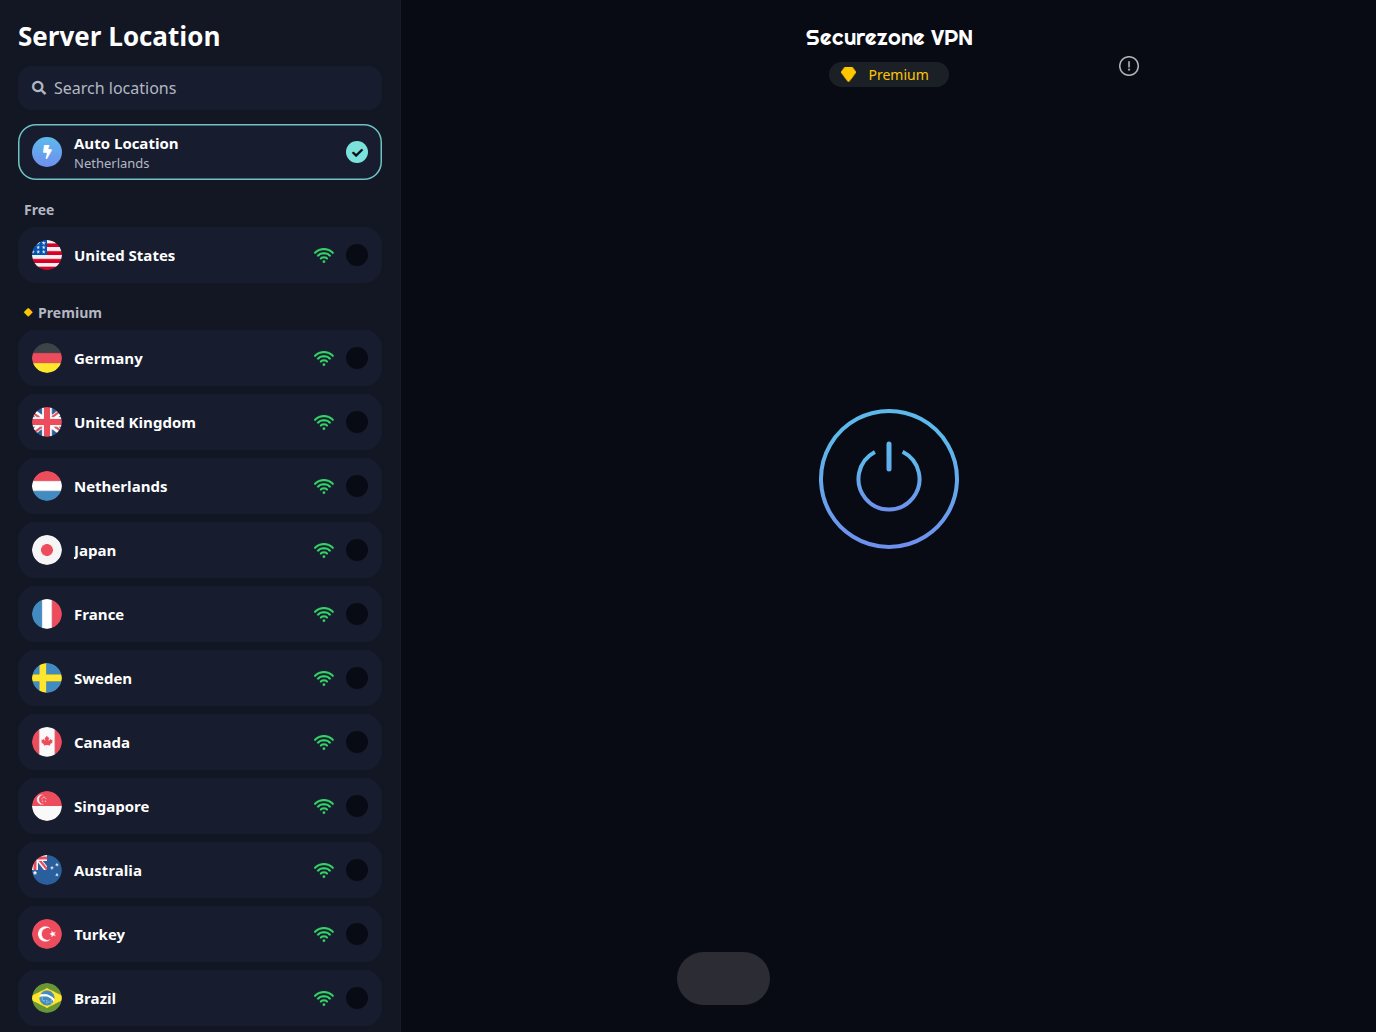 Server Location
Search locations
Auto Location
Netherlands
Free
United States
Premium
Germany
United Kingdom
Netherlands
Japan
France
Sweden
Canada
Singapore
Australia
Turkey
Brazil
Securezone VPN
Premium